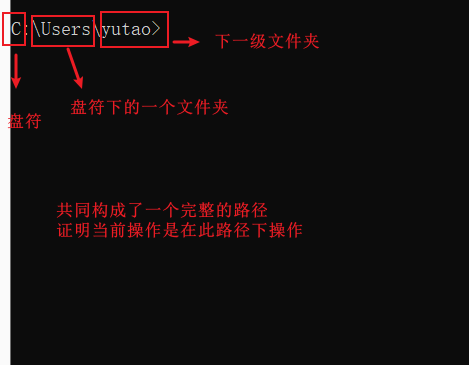 C:\Users\yutao>
下一级文件夹
盘符下的一个文件夹
盘符
共同构成了一个完整的路径
证明当前操作是在此路径下操作